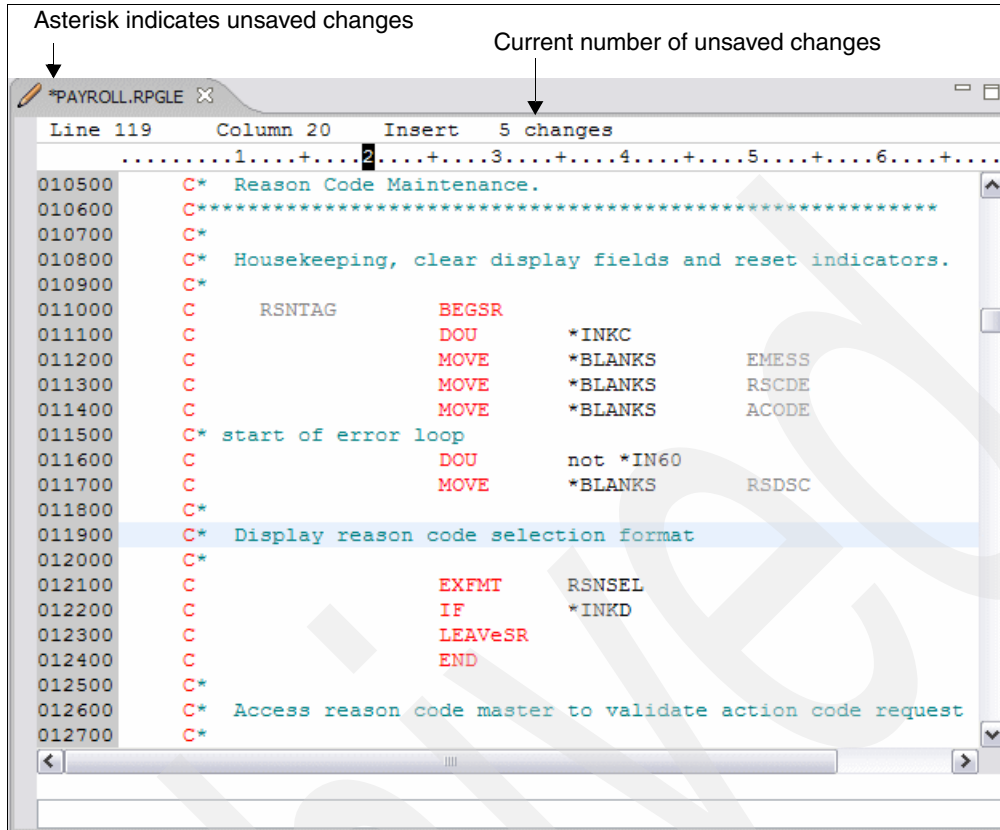 Asterisk indicates unsaved changes
Current number of unsaved changes
*PAYROLL.RPGLE
Line 119 Column 20 Insert 5 changes
.........1....+....2....+....3....+....4....+....5....+....6....+....
010500 C* Reason Code Maintenance.
010600 C**********************************************************
010700 C*
010800 C* Housekeeping, clear display fields and reset indicators.
010900 C*
011000 C RSNTAG BEGSR
011100 C DOU *INKC
011200 C MOVE *BLANKS EMESS
011300 C MOVE *BLANKS RSCDE
011400 C MOVE *BLANKS ACODE
011500 C* start of error loop
011600 C DOU not *IN60
011700 C MOVE *BLANKS RSDSC
011800 C*
011900 C* Display reason code selection format
012000 C*
012100 C EXFMT RSNSEL
012200 C IF *INKD
012300 C LEAVeSR
012400 C END
012500 C*
012600 C* Access reason code master to validate action code request
012700 C*